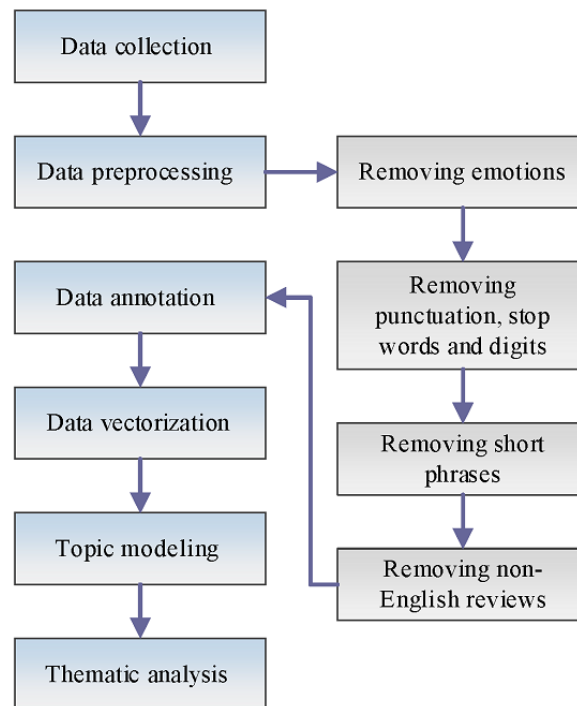 Data collection
Data preprocessing
Removing emotions
Removing
punctuation, stop
words and digits
Removing short
phrases
Removing non-
English reviews
Data annotation
Data vectorization
Topic modeling
Thematic analysis